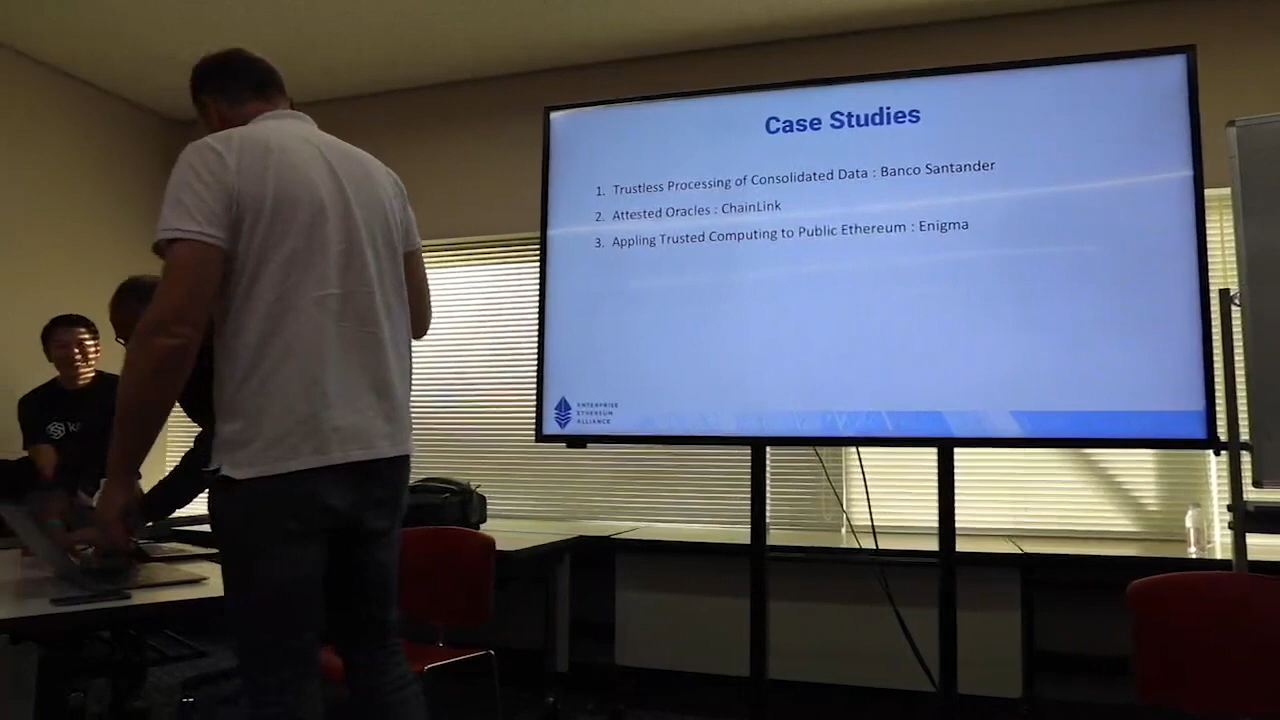 Case Studies
1. Trustless Processing of Consolidated Data : Banco Santander
2. Attested Oracles : ChainLink
3. Appling Trusted Computing to Public Ethereum : Enigma
ENTERPRISE
ETHEREUM
ALLIANCE